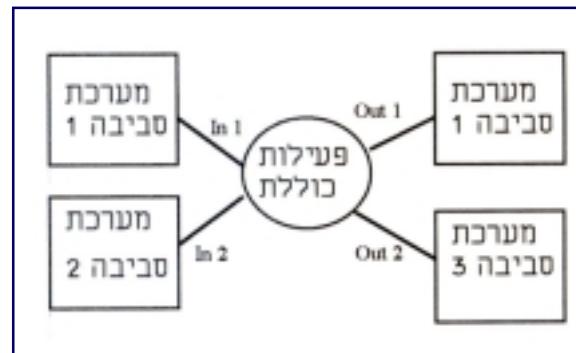 מערכת
סביבה 1
In 1
Out 1
מערכת
סביבה 1
פעילות
כוללת
מערכת
סביבה 2
In 2
Out 2
מערכת
סביבה 3